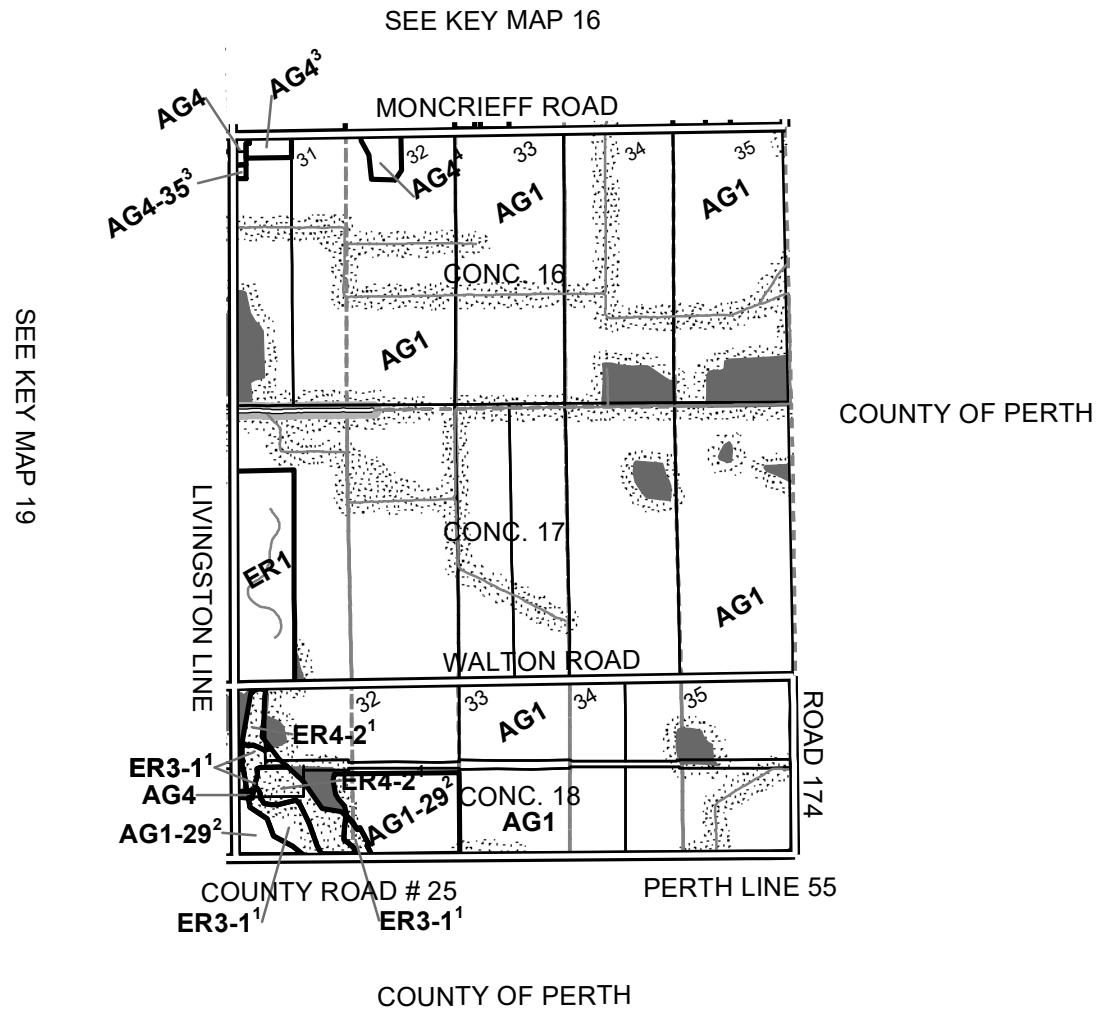 SEE KEY MAP 16
AG4³
AG4
MONCRIEFF ROAD
31
32
33
34
35
AG4⁴
AG4-35³
AG1
AG1
CONC. 16
AG1
SEE KEY MAP 19
COUNTY OF PERTH
LIVINGSTON LINE
CONC. 17
ER1
AG1
WALTON ROAD
32
33
34
35
AG1
ROAD 174
ER4-2¹
ER3-1¹
ER4-2¹
AG4
AG1-29²
CONC. 18
AG1
AG1-29²
COUNTY ROAD # 25
PERTH LINE 55
ER3-1¹
ER3-1¹
COUNTY OF PERTH